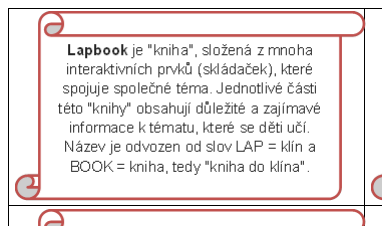 Lapbook je "kniha", složená z mnoha
interaktivních prvků (skládaček), které
spojuje společné téma. Jednotlivé části
této "knihy" obsahují důležité a zajímavé
informace k tématu, které se děti učí.
Název je odvozen od slov LAP = klín a
BOOK = kniha, tedy "kniha do klína".